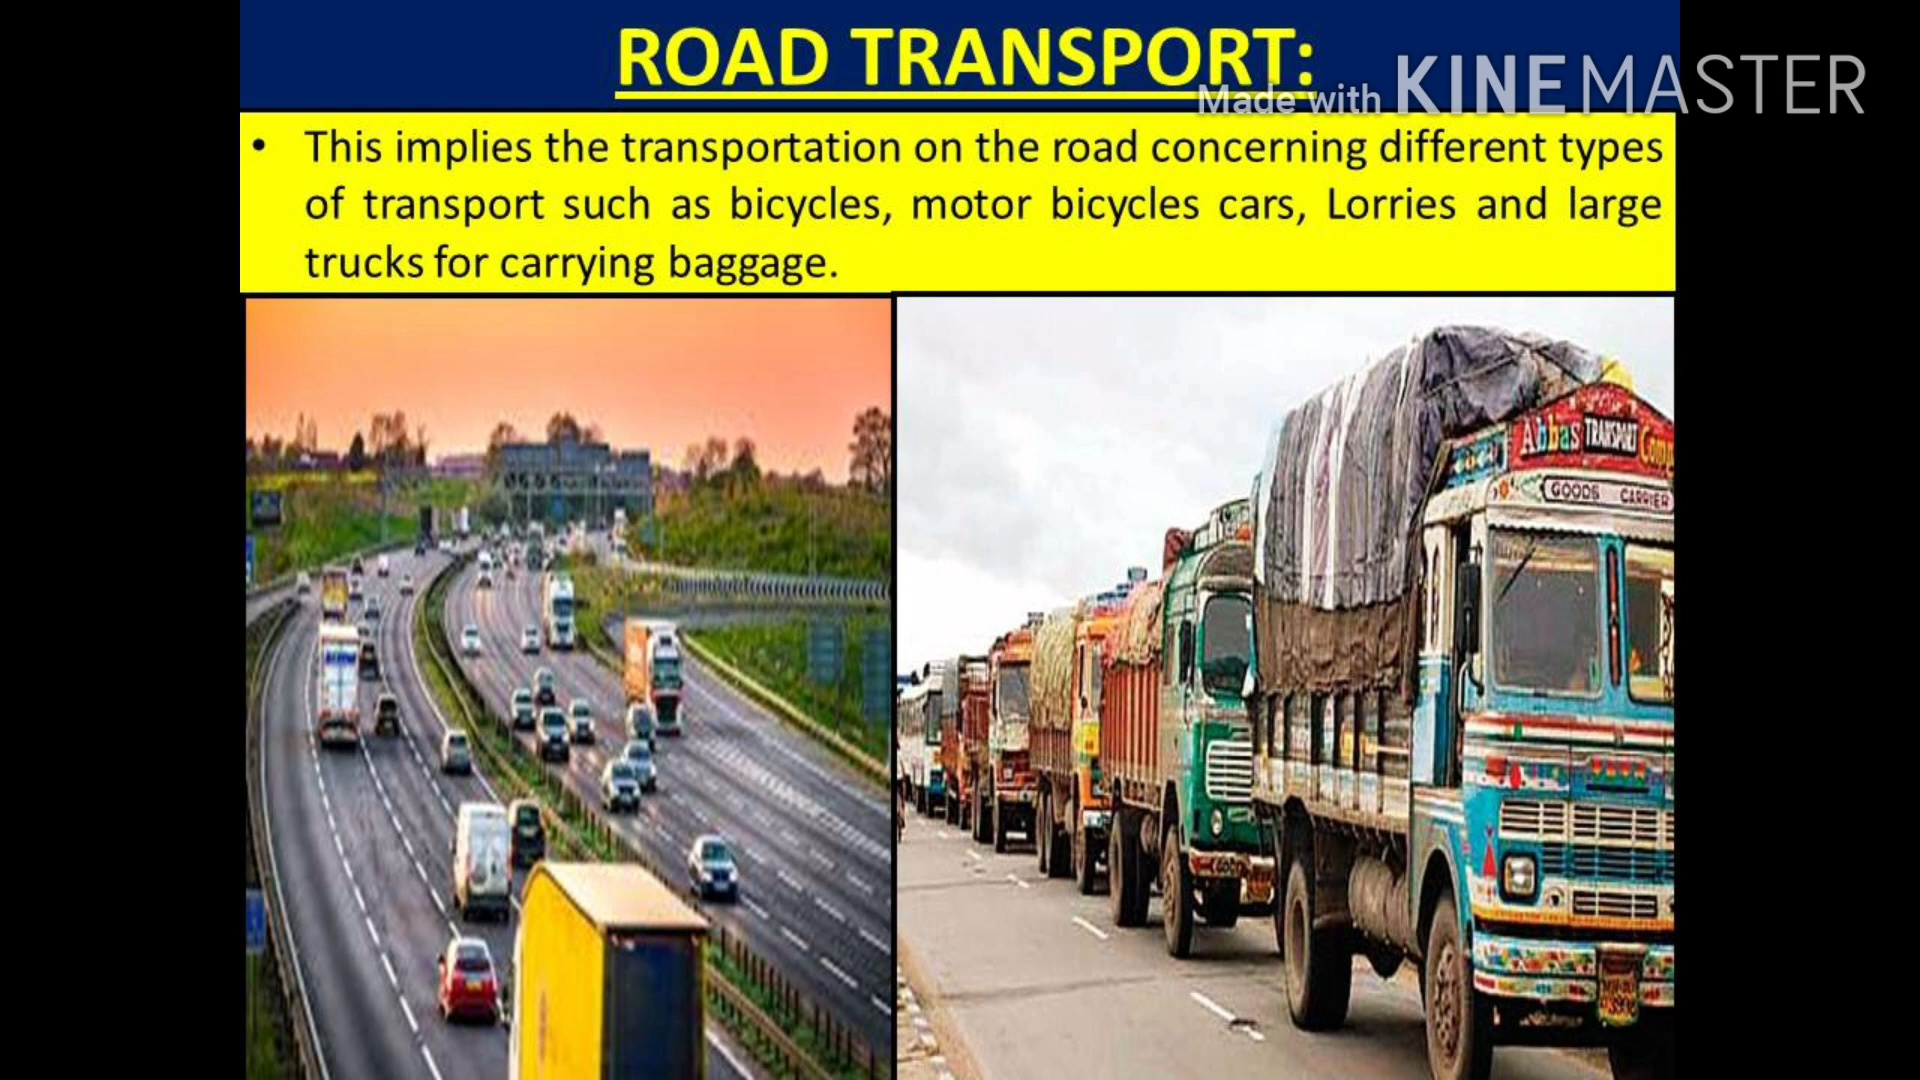 ROAD TRANSPORT:
Made with KINEMASTER
• This implies the transportation on the road concerning different types
of transport such as bicycles, motor bicycles cars, Lorries and large
trucks for carrying baggage.
Abbas TRANSPORT
GOODS CARRIER